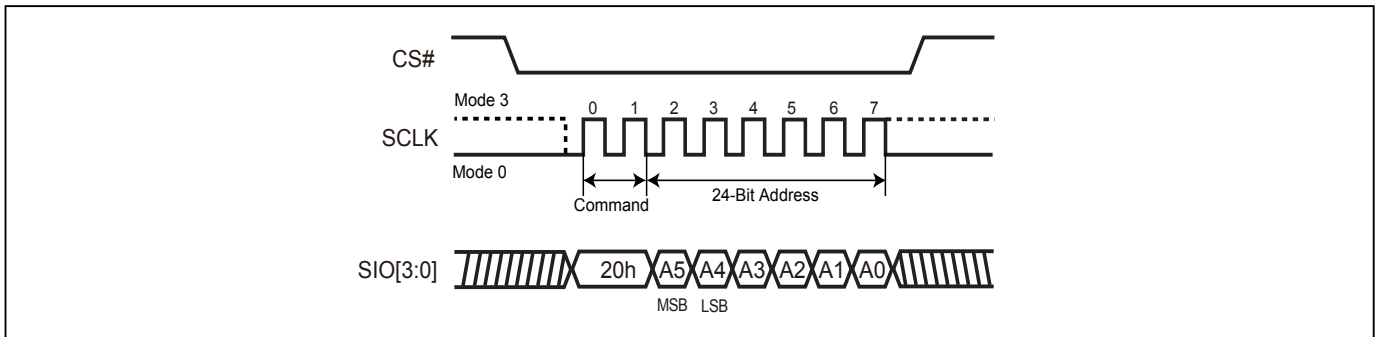 CS#
Mode 3
0 1 2 3 4 5 6 7
SCLK
Mode 0
Command
24-Bit Address
SIO[3:0]
20h A5 A4 A3 A2 A1 A0
MSB LSB